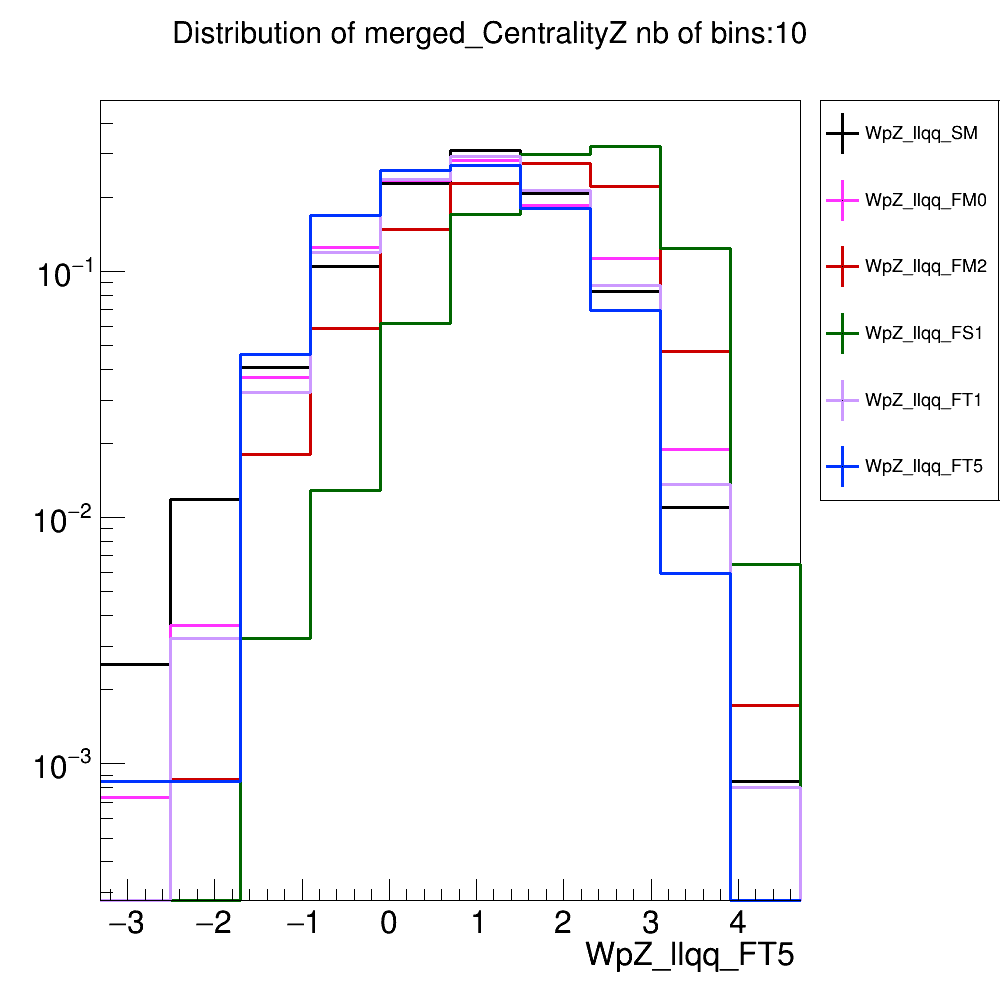 Distribution of merged_CentralityZ nb of bins:10
WpZ_llqq_SM
WpZ_llqq_FM0
WpZ_llqq_FM2
WpZ_llqq_FS1
WpZ_llqq_FT1
WpZ_llqq_FT5
10⁻¹
10⁻²
10⁻³
−3 −2 −1 0 1 2 3 4
WpZ_llqq_FT5